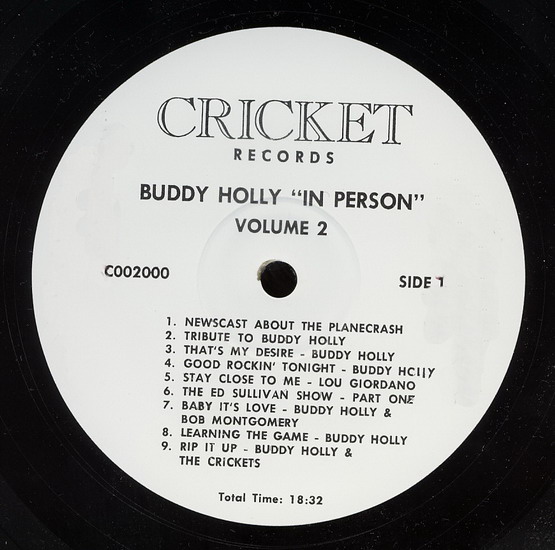 CRICKET
RECORDS
BUDDY HOLLY "IN PERSON"
VOLUME 2
C002000
SIDE 1
1. NEWSCAST ABOUT THE PLANECRASH
2. TRIBUTE TO BUDDY HOLLY
3. THAT'S MY DESIRE - BUDDY HOLLY
4. GOOD ROCKIN' TONIGHT - BUDDY HOLLY
5. STAY CLOSE TO ME - LOU GIORDANO
6. THE ED SULLIVAN SHOW - PART ONE
7. BABY IT'S LOVE - BUDDY HOLLY &
BOB MONTGOMERY
8. LEARNING THE GAME - BUDDY HOLLY
9. RIP IT UP - BUDDY HOLLY &
THE CRICKETS
Total Time: 18:32